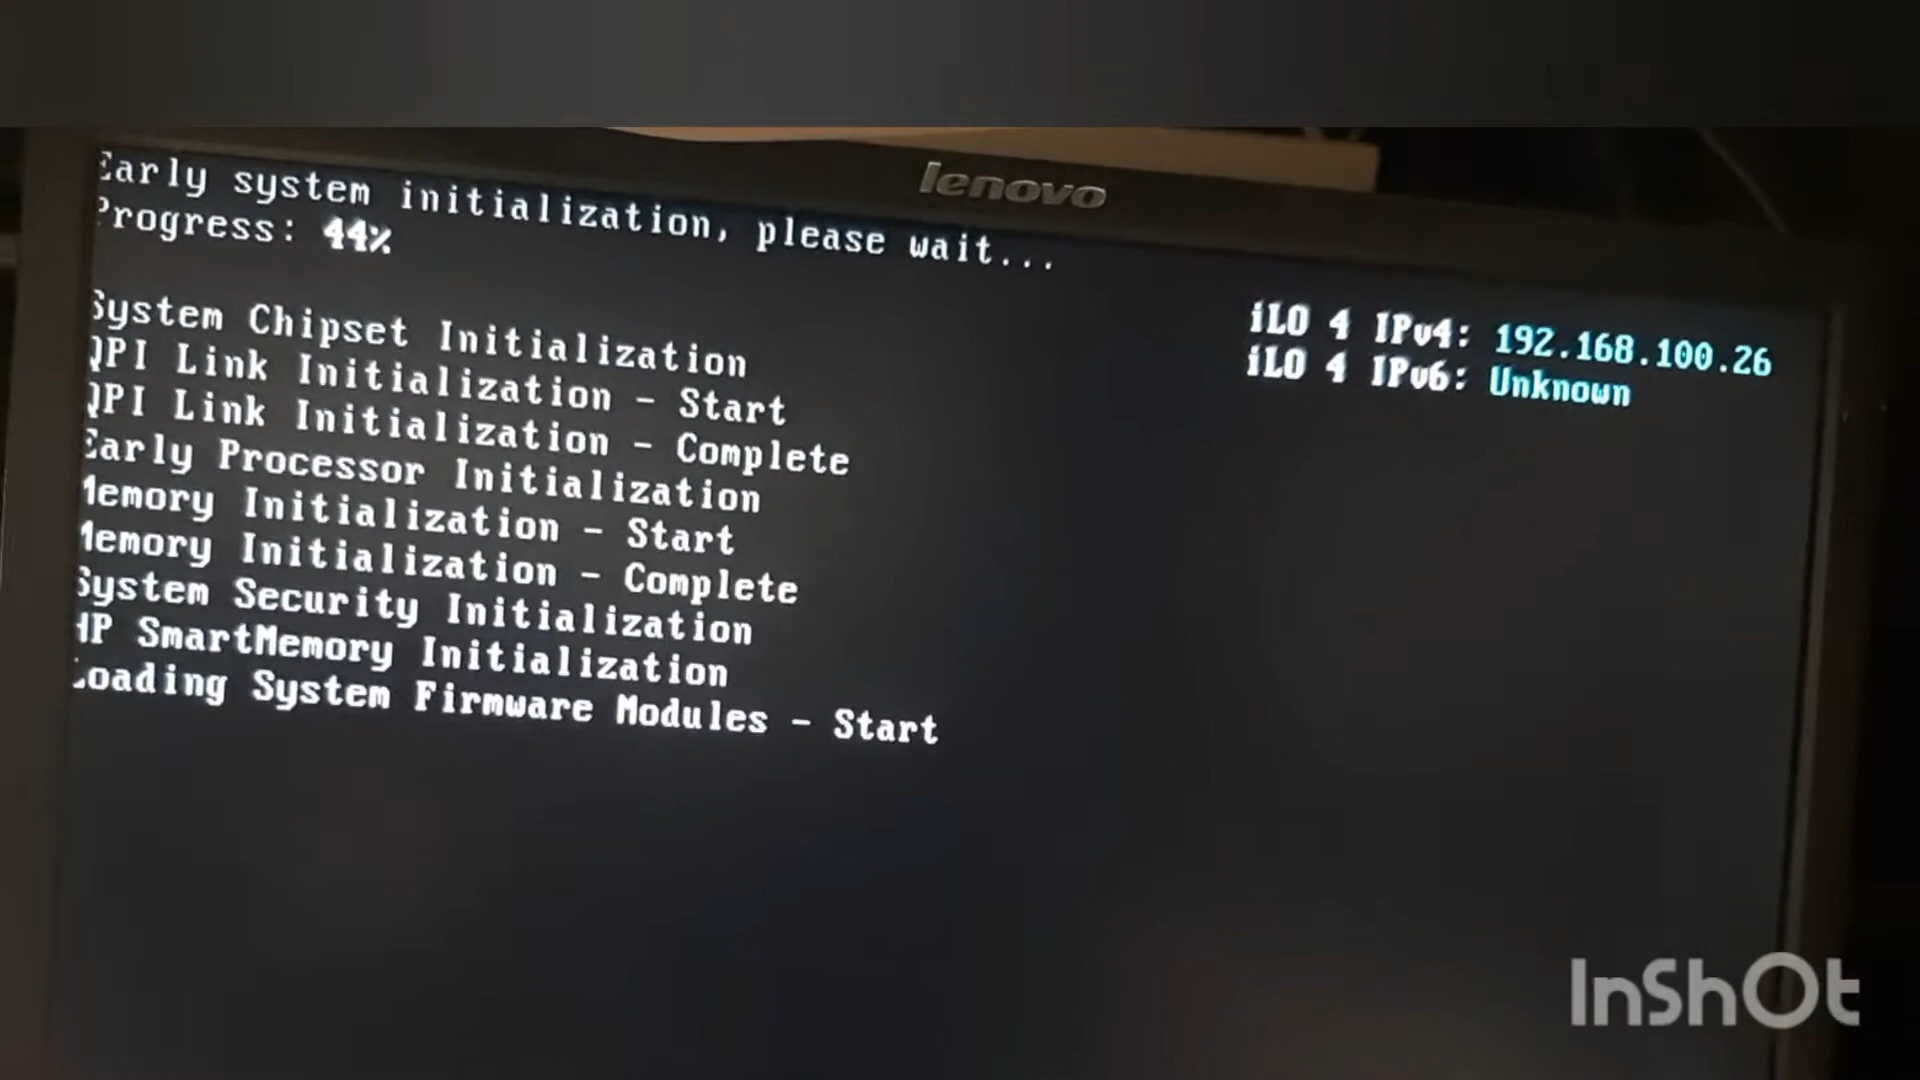 lenovo
Early system initialization, please wait...
Progress: 44%
iLO 4 IPv4: 192.168.100.26
iLO 4 IPv6: Unknown
System Chipset Initialization
QPI Link Initialization - Start
QPI Link Initialization - Complete
Early Processor Initialization
Memory Initialization - Start
Memory Initialization - Complete
System Security Initialization
HP SmartMemory Initialization
Loading System Firmware Modules - Start
InShOt